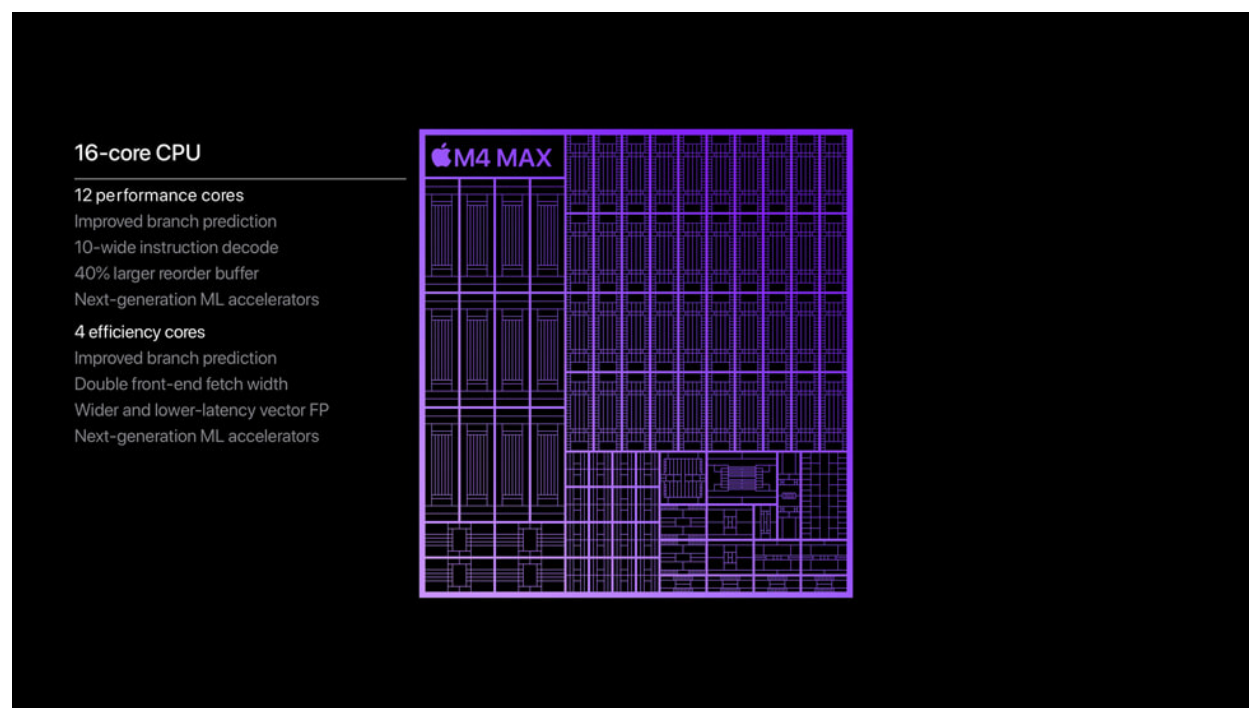 16-core CPU
12 performance cores
Improved branch prediction
10-wide instruction decode
40% larger reorder buffer
Next-generation ML accelerators
4 efficiency cores
Improved branch prediction
Double front-end fetch width
Wider and lower-latency vector FP
Next-generation ML accelerators
M4 MAX